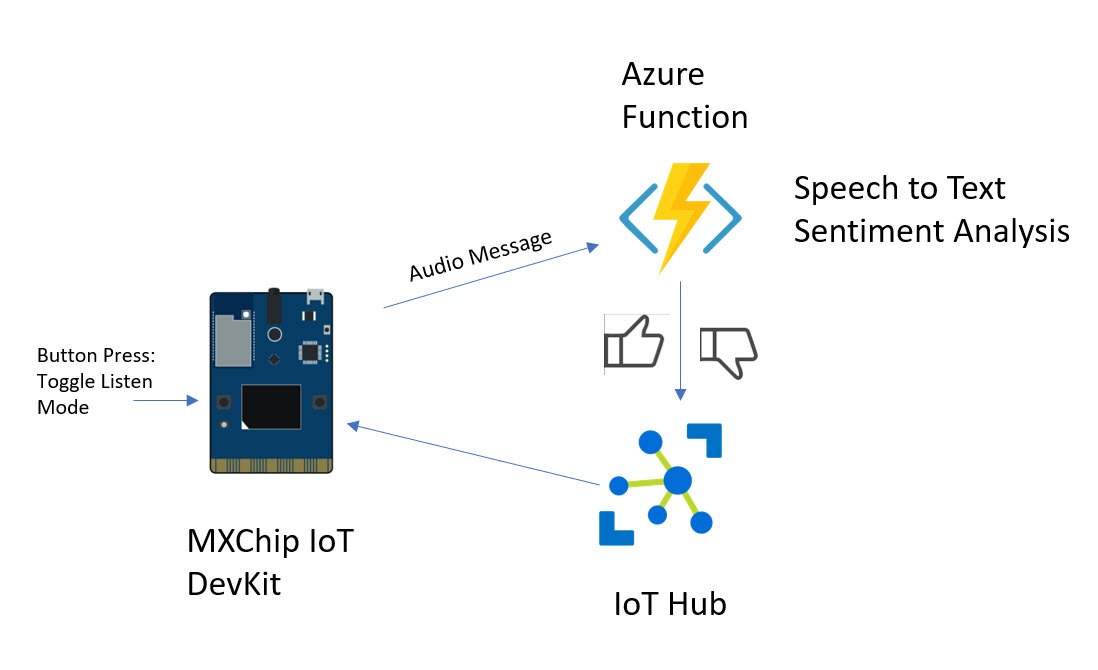 Azure
Function
Speech to Text
Sentiment Analysis
Audio Message
Button Press:
Toggle Listen
Mode
MXChip IoT
DevKit
IoT Hub